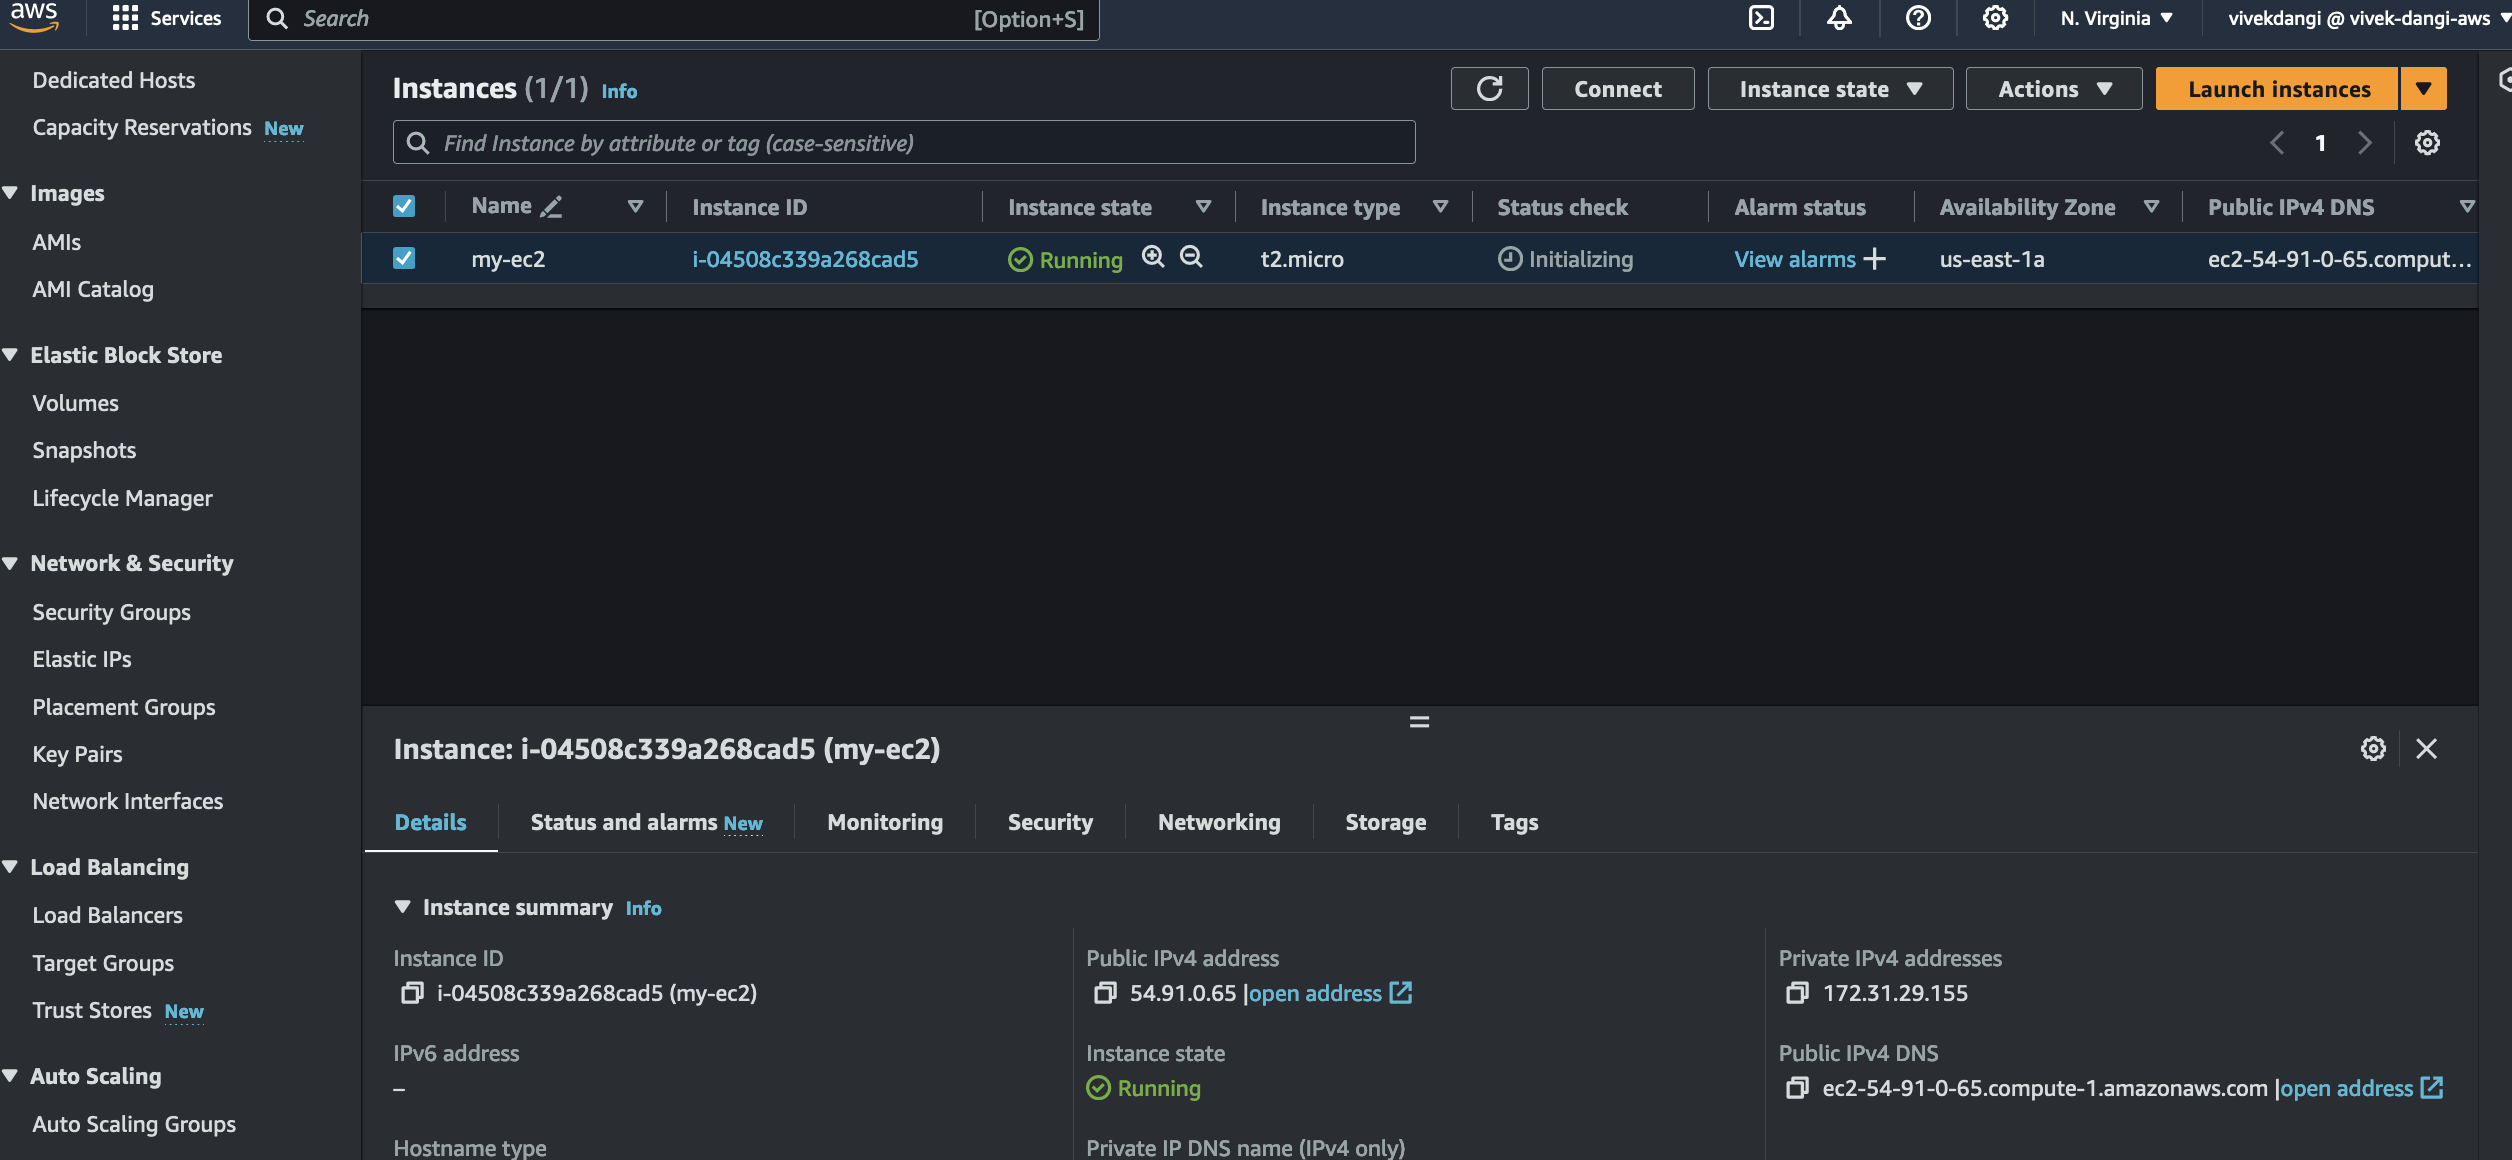 aws
Services
Search
[Option+S]
N. Virginia
vivekdangi @ vivek-dangi-aws
Dedicated Hosts
Capacity Reservations New
Images
AMIs
AMI Catalog
Elastic Block Store
Volumes
Snapshots
Lifecycle Manager
Network & Security
Security Groups
Elastic IPs
Placement Groups
Key Pairs
Network Interfaces
Load Balancing
Load Balancers
Target Groups
Trust Stores New
Auto Scaling
Auto Scaling Groups
Instances (1/1) Info
Connect
Instance state
Actions
Launch instances
Find Instance by attribute or tag (case-sensitive)
1
Name Instance ID Instance state Instance type Status check Alarm status Availability Zone Public IPv4 DNS
my-ec2 i-04508c339a268cad5 Running t2.micro Initializing View alarms + us-east-1a ec2-54-91-0-65.comput...
Instance: i-04508c339a268cad5 (my-ec2)
Details Status and alarms New Monitoring Security Networking Storage Tags
Instance summary Info
Instance ID
i-04508c339a268cad5 (my-ec2)
Public IPv4 address
54.91.0.65 |open address
Private IPv4 addresses
172.31.29.155
IPv6 address
–
Instance state
Running
Public IPv4 DNS
ec2-54-91-0-65.compute-1.amazonaws.com |open address
Hostname type
Private IP DNS name (IPv4 only)